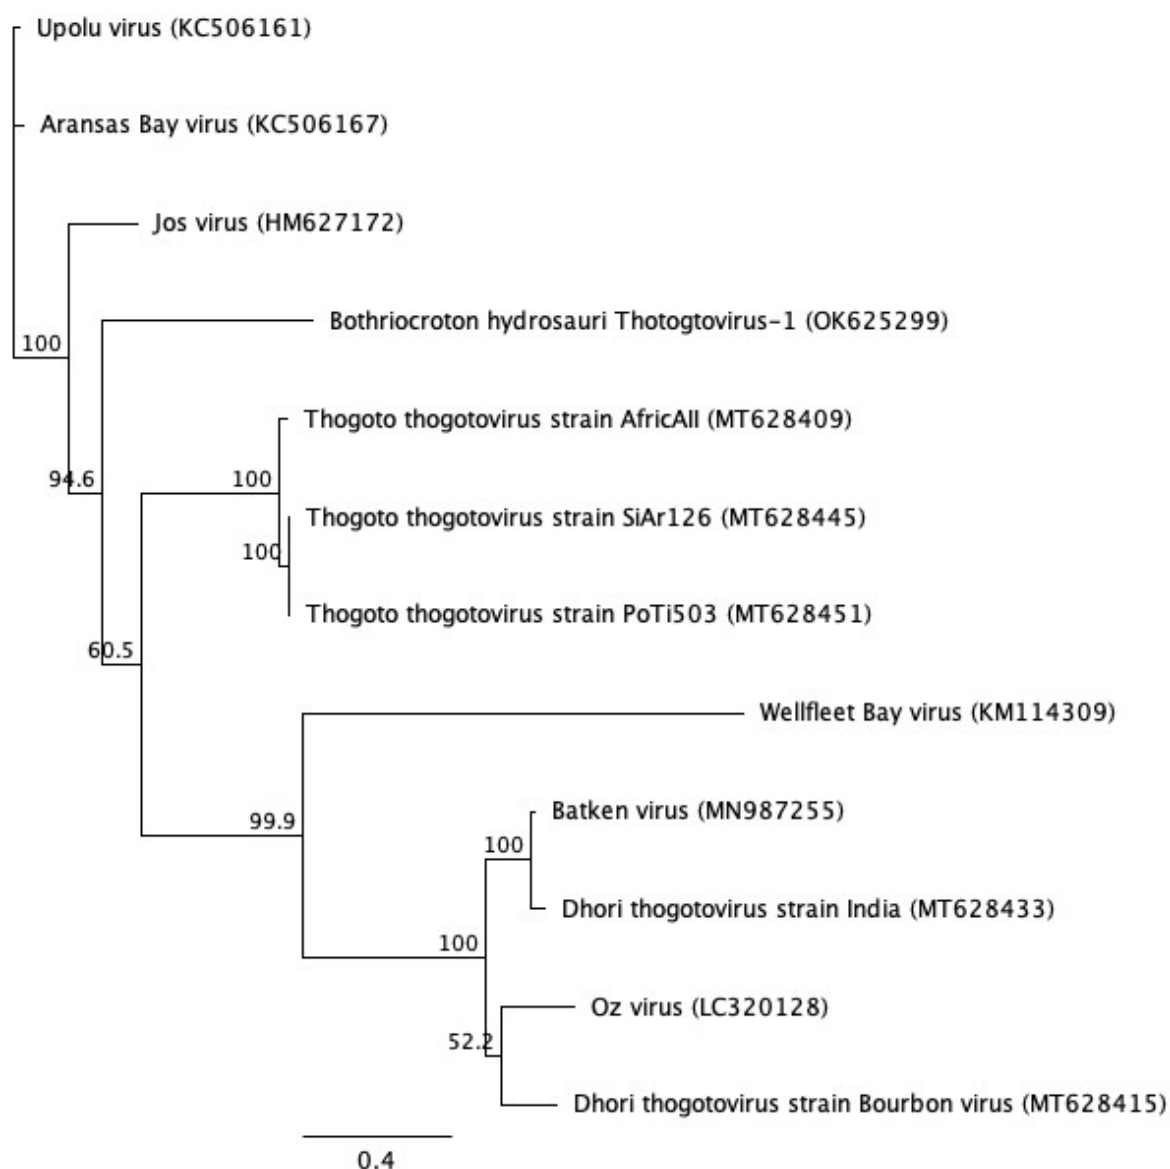 Upolu virus (KC506161)
Aransas Bay virus (KC506167)
Jos virus (HM627172)
Bothriocroton hydrosauri Thotogtovirus-1 (OK625299)
100
Thogoto thogotovirus strain AfricAII (MT628409)
94.6
100
Thogoto thogotovirus strain SiAr126 (MT628445)
100
Thogoto thogotovirus strain PoTi503 (MT628451)
60.5
Wellfleet Bay virus (KM114309)
Batken virus (MN987255)
99.9
100
Dhori thogotovirus strain India (MT628433)
100
Oz virus (LC320128)
52.2
Dhori thogotovirus strain Bourbon virus (MT628415)
0.4